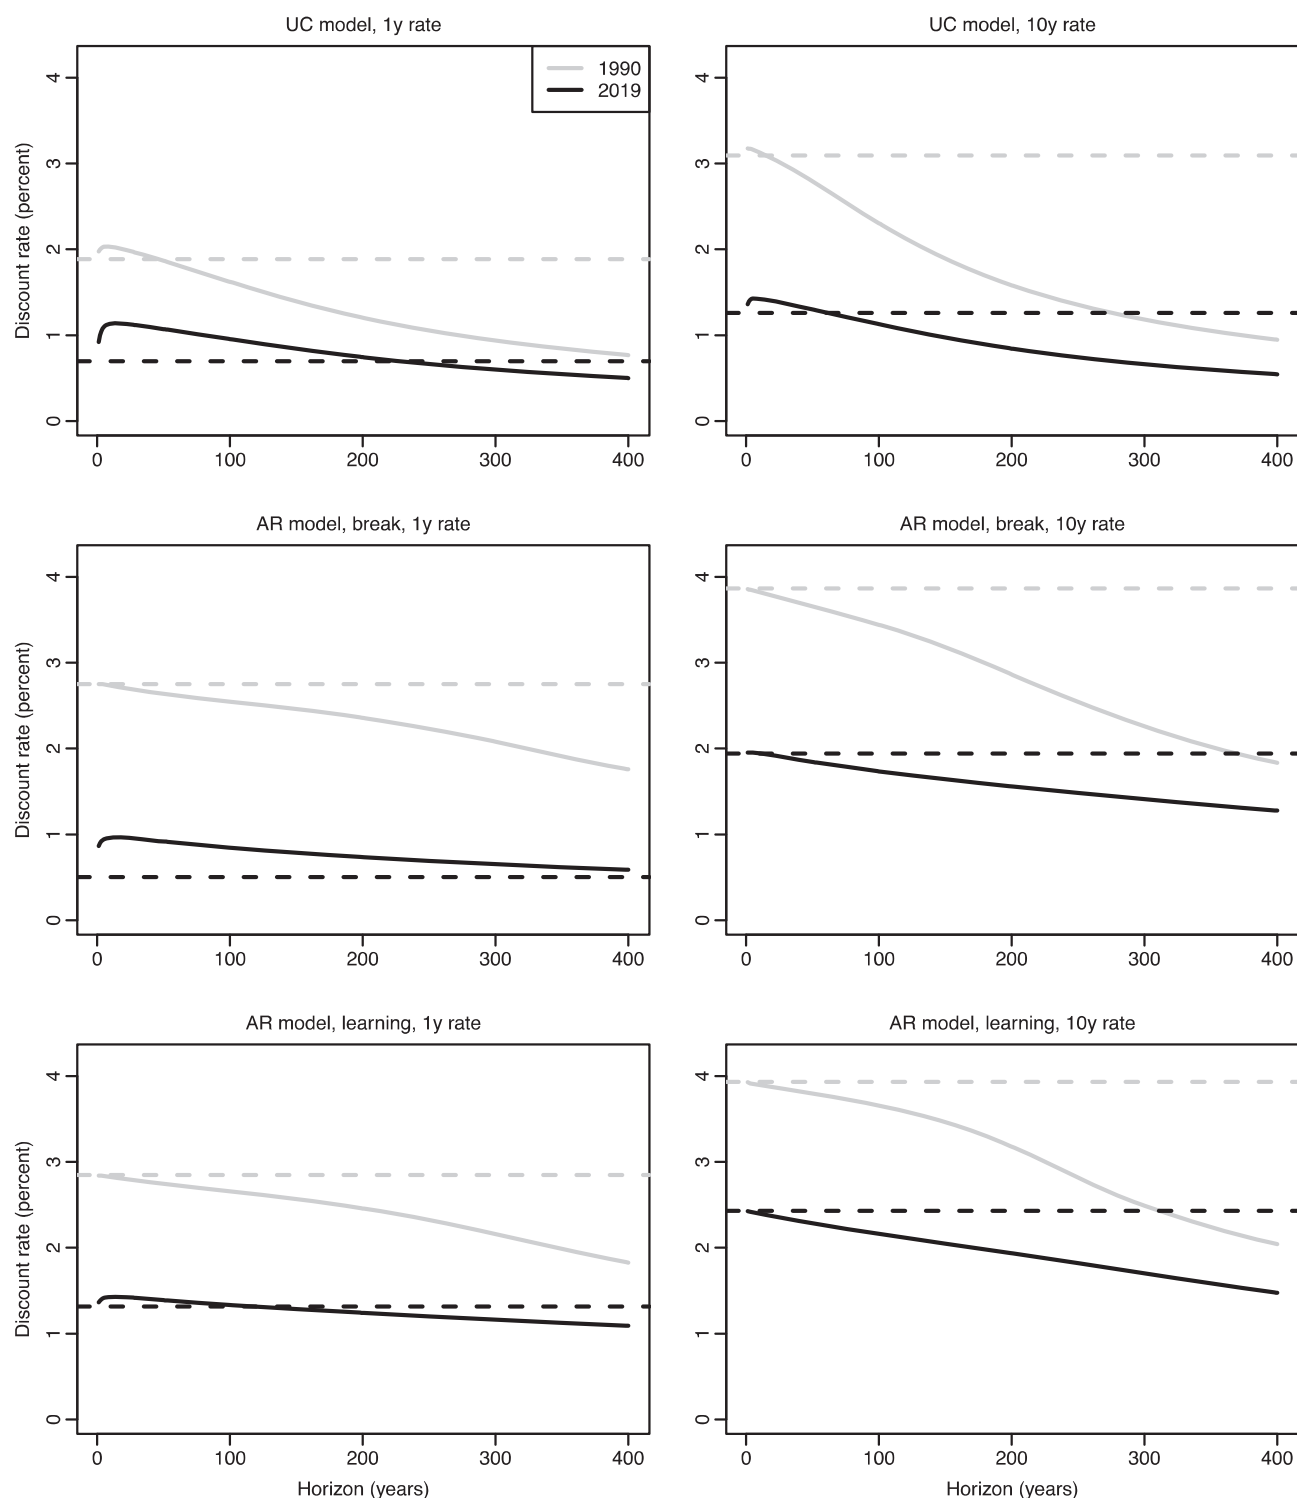 UC model, 1y rate
UC model, 10y rate
1990
2019
Discount rate (percent)
4
3
2
1
0
4
3
2
1
0
0 100 200 300 400
0 100 200 300 400
AR model, break, 1y rate
AR model, break, 10y rate
Discount rate (percent)
4
3
2
1
0
4
3
2
1
0
0 100 200 300 400
0 100 200 300 400
AR model, learning, 1y rate
AR model, learning, 10y rate
Discount rate (percent)
4
3
2
1
0
4
3
2
1
0
0 100 200 300 400
0 100 200 300 400
Horizon (years)
Horizon (years)